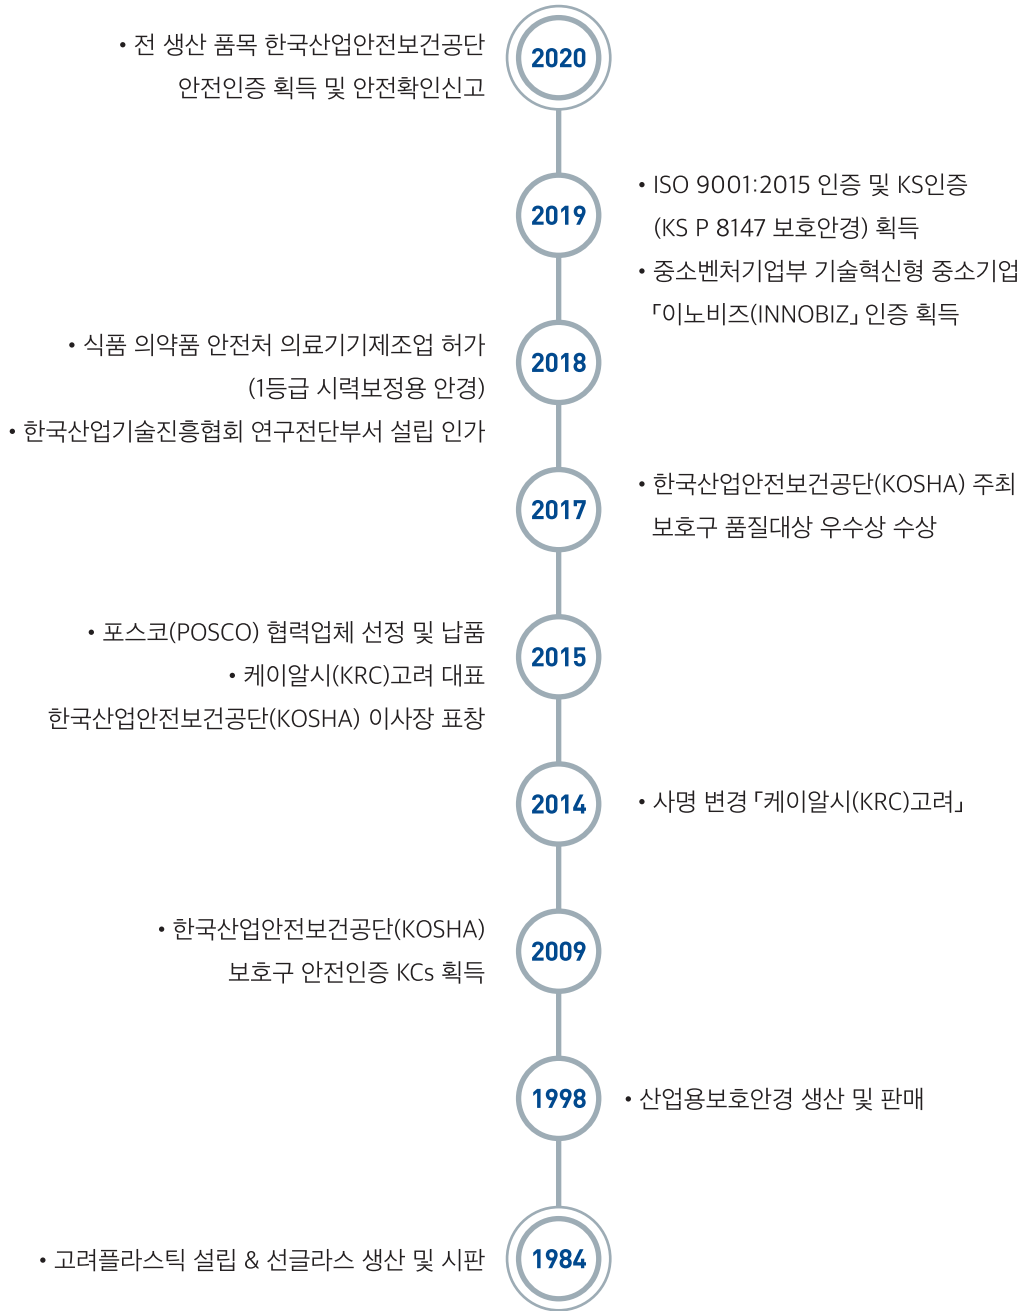 • 전 생산 품목 한국산업안전보건공단
안전인증 획득 및 안전확인신고
2020
2019
• ISO 9001:2015 인증 및 KS인증
(KS P 8147 보호안경) 획득
• 중소벤처기업부 기술혁신형 중소기업
「이노비즈(INNOBIZ」 인증 획득
• 식품 의약품 안전처 의료기기제조업 허가
(1등급 시력보정용 안경)
• 한국산업기술진흥협회 연구전단부서 설립 인가
2018
2017
• 한국산업안전보건공단(KOSHA) 주최
보호구 품질대상 우수상 수상
• 포스코(POSCO) 협력업체 선정 및 납품
• 케이알시(KRC)고려 대표
한국산업안전보건공단(KOSHA) 이사장 표창
2015
2014
• 사명 변경 「케이알시(KRC)고려」
• 한국산업안전보건공단(KOSHA)
보호구 안전인증 KCs 획득
2009
1998
• 산업용보호안경 생산 및 판매
• 고려플라스틱 설립 & 선글라스 생산 및 시판
1984